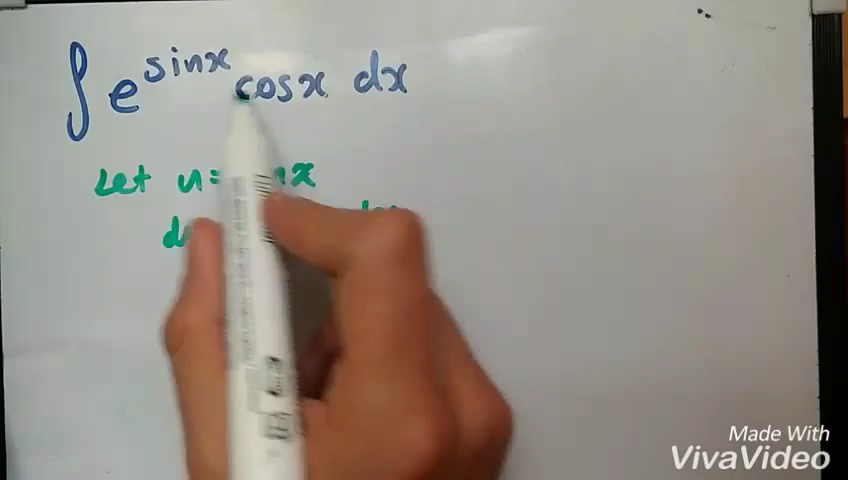 ∫ e^sinx cosx dx
Let u=
Made With
VivaVideo